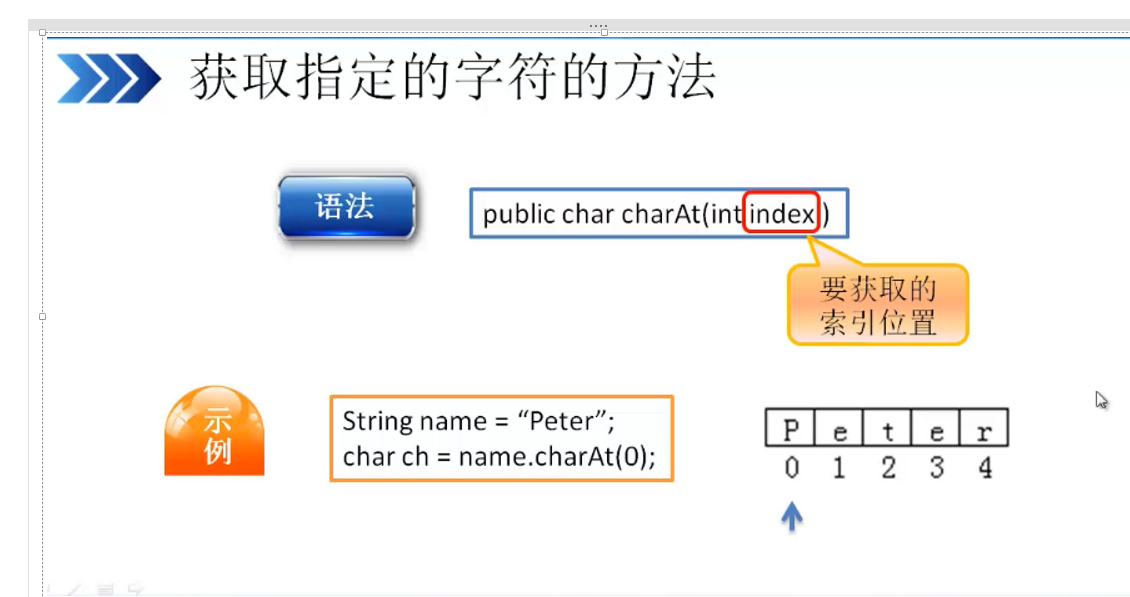 获取指定的字符的方法
语法
public char charAt(int index )
要获取的
索引位置
示
例
String name = “Peter”;
char ch = name.charAt(0);
P e t e r
0 1 2 3 4